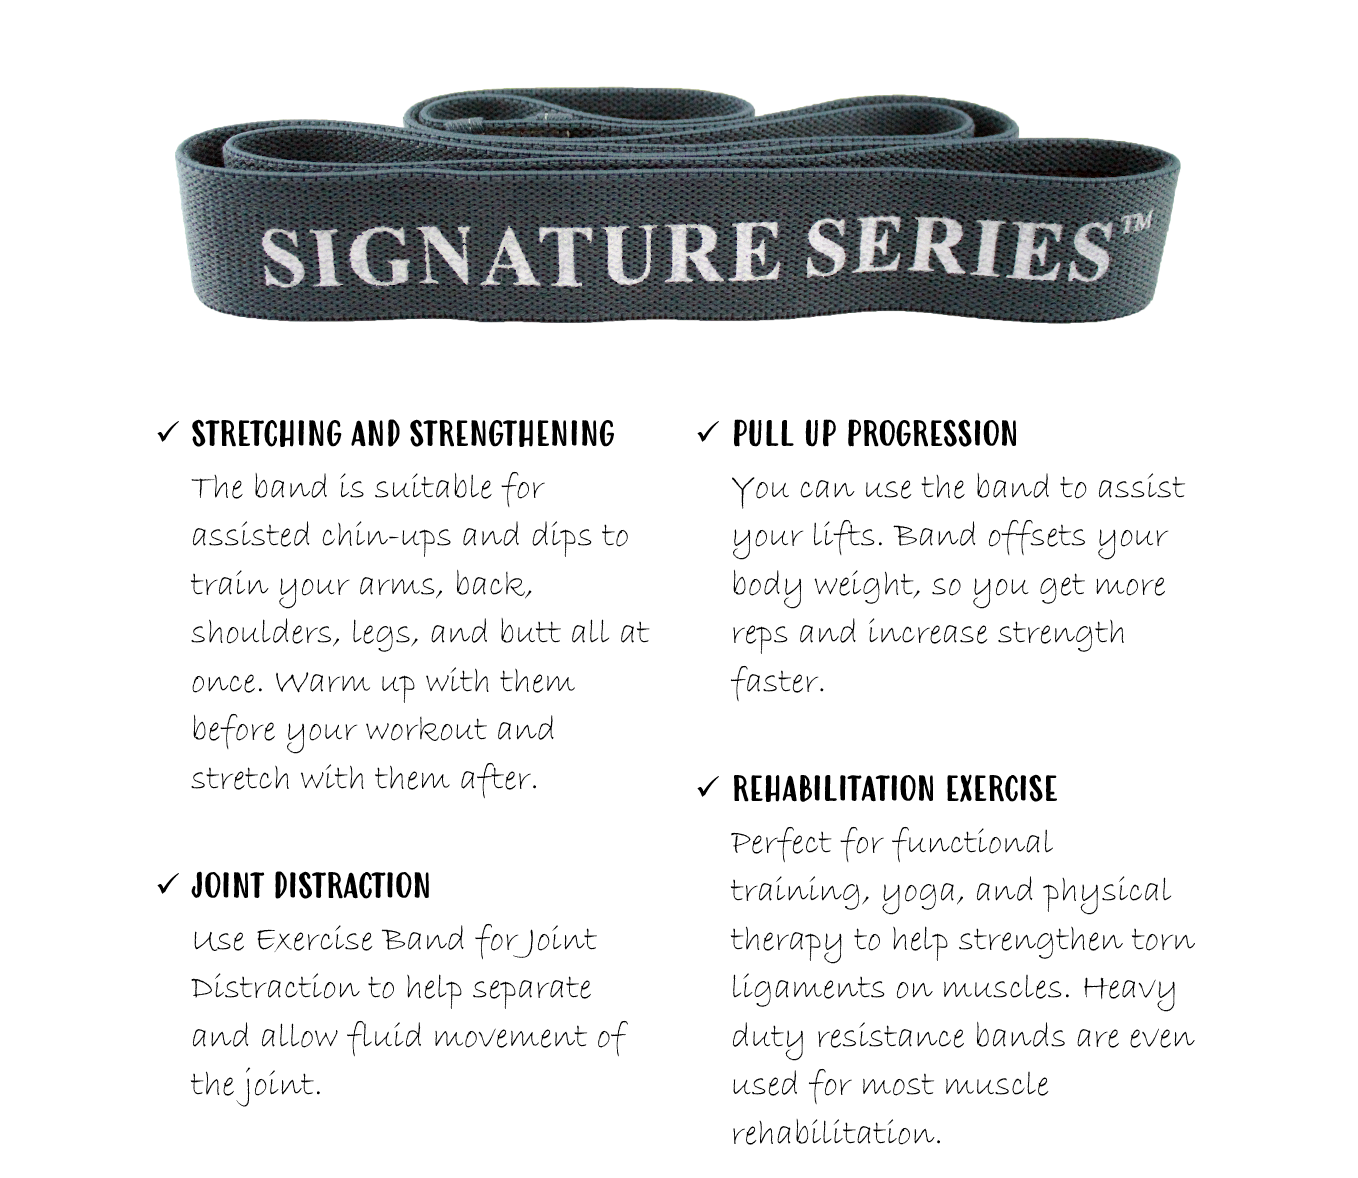 SIGNATURE SERIES™
✓ STRETCHING AND STRENGTHENING
The band is suitable for
assisted chin-ups and dips to
train your arms, back,
shoulders, legs, and butt all at
once. Warm up with them
before your workout and
stretch with them after.
✓ JOINT DISTRACTION
Use Exercise Band for Joint
Distraction to help separate
and allow fluid movement of
the joint.
✓ PULL UP PROGRESSION
You can use the band to assist
your lifts. Band offsets your
body weight, so you get more
reps and increase strength
faster.
✓ REHABILITATION EXERCISE
Perfect for functional
training, yoga, and physical
therapy to help strengthen torn
ligaments on muscles. Heavy
duty resistance bands are even
used for most muscle
rehabilitation.